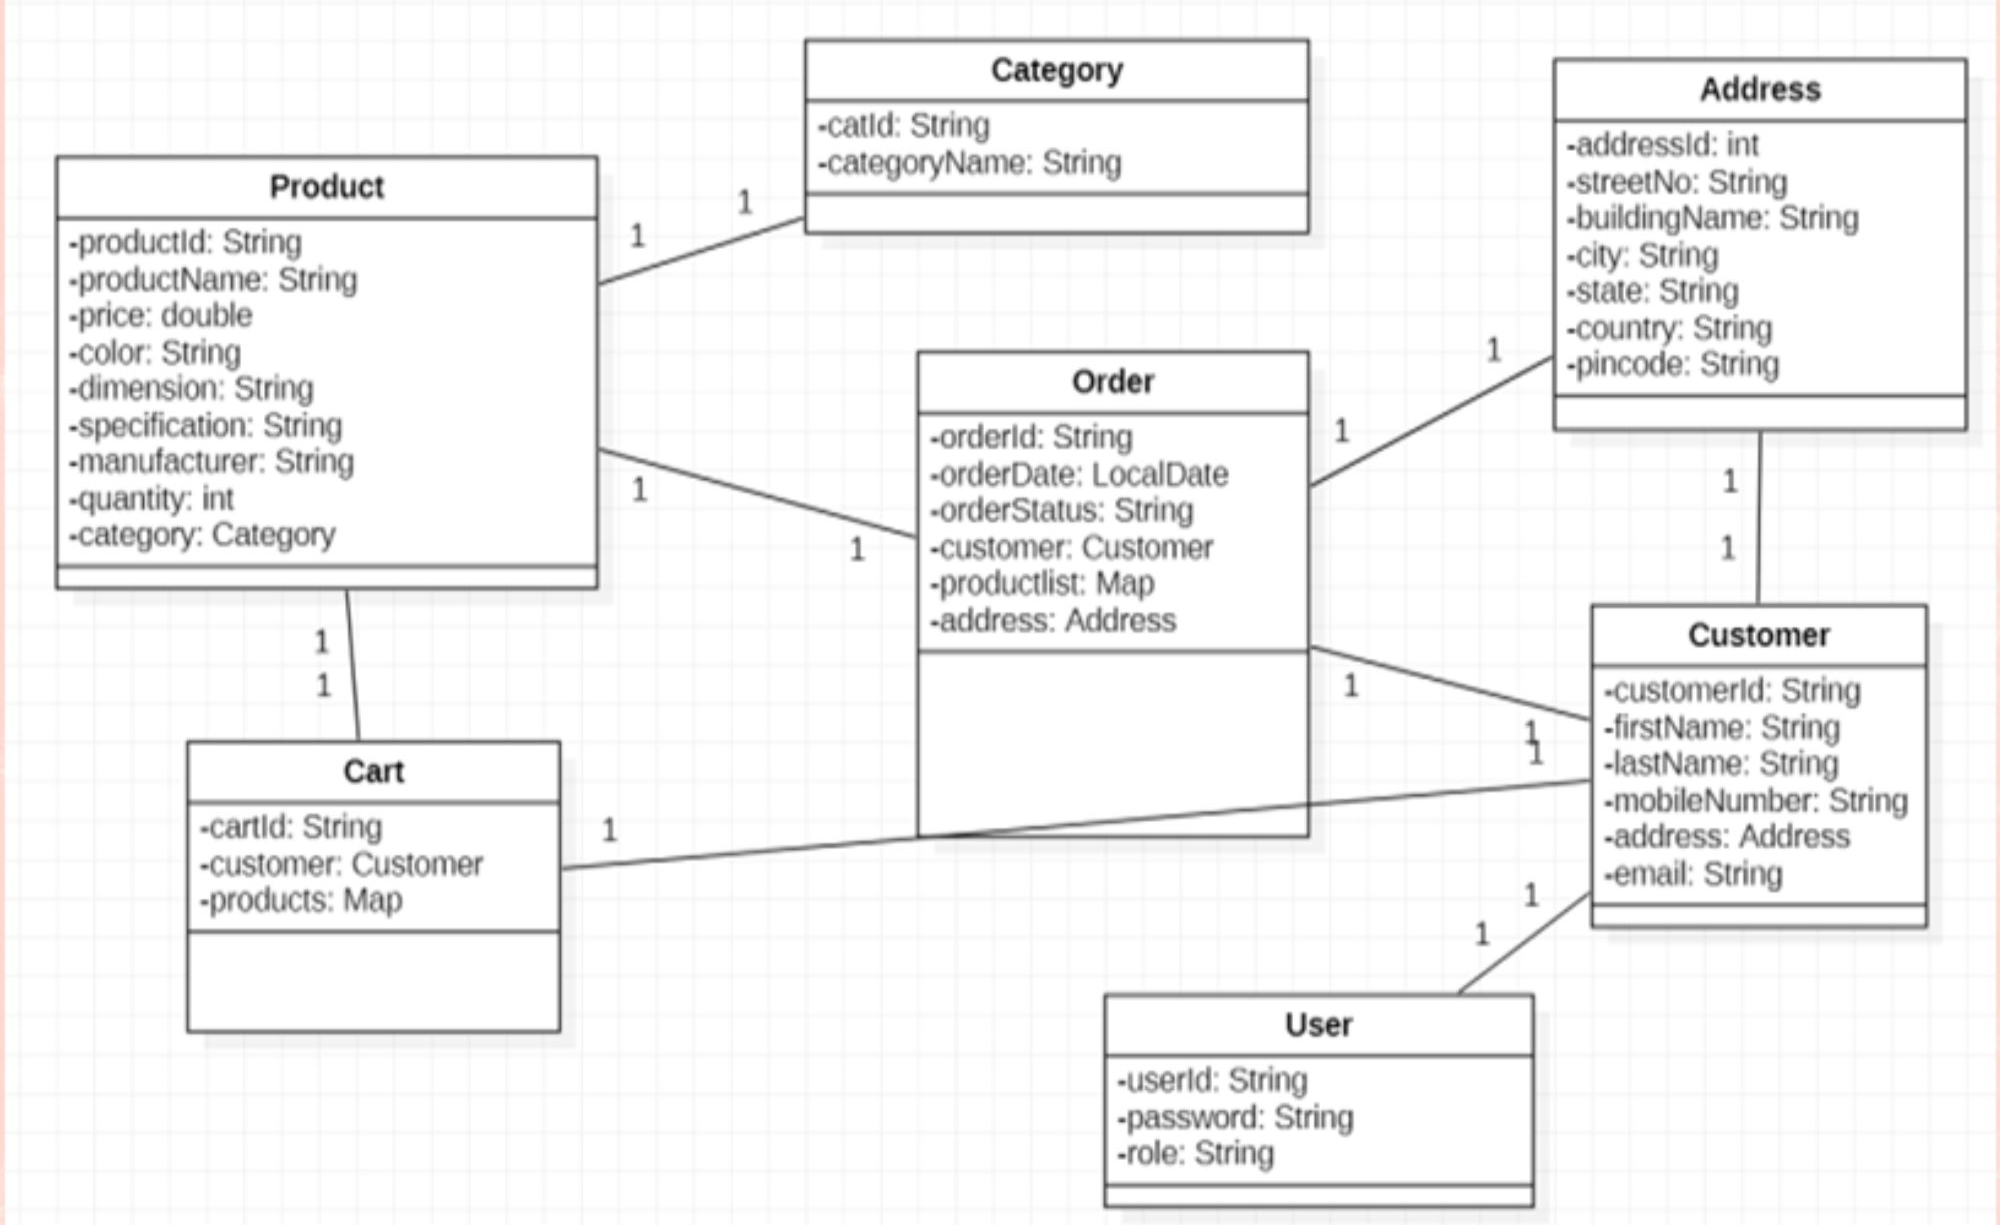 Category
-catId: String
-categoryName: String
Address
-addressId: int
-streetNo: String
-buildingName: String
-city: String
-state: String
-country: String
-pincode: String
Product
-productId: String
-productName: String
-price: double
-color: String
-dimension: String
-specification: String
-manufacturer: String
-quantity: int
-category: Category
1
1
Order
-orderId: String
-orderDate: LocalDate
-orderStatus: String
-customer: Customer
-productlist: Map
-address: Address
1
1
1
1
1
1
Customer
-customerId: String
-firstName: String
-lastName: String
-mobileNumber: String
-address: Address
-email: String
1
1
1
1
Cart
-cartId: String
-customer: Customer
-products: Map
1
1
1
1
User
-userId: String
-password: String
-role: String